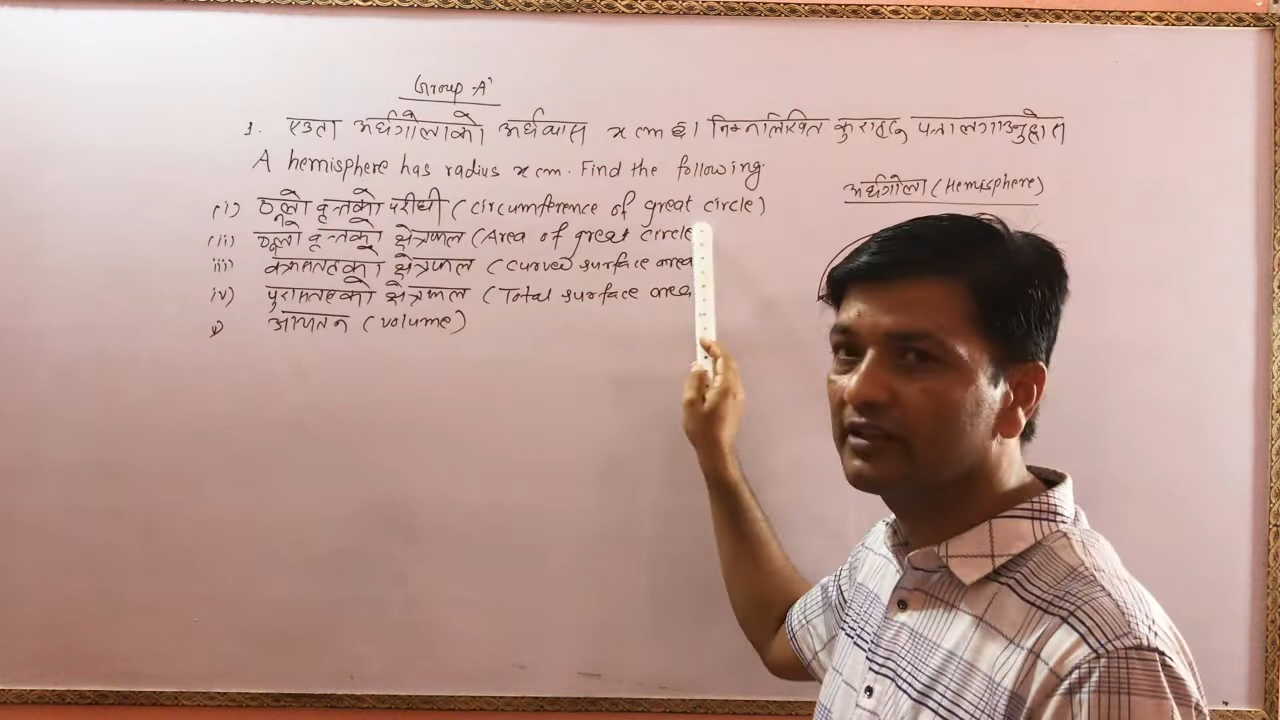 Group 'A'
1. एउटा अर्धगोलाको अर्धव्यास x cm छ। निम्नलिखित कुराहरु पत्ता लगाउनुहोस
A hemisphere has radius x cm. Find the following.
अर्धगोला (Hemisphere)
(i) ठूलो वृत्तको परीधी (circumference of great circle)
(ii) ठूलो वृत्तको क्षेत्रफल (Area of great circle
iii) वक्रसतहको क्षेत्रफल (curved surface area
iv) पुरासतहको क्षेत्रफल (Total surface area
v) आयतन (volume)